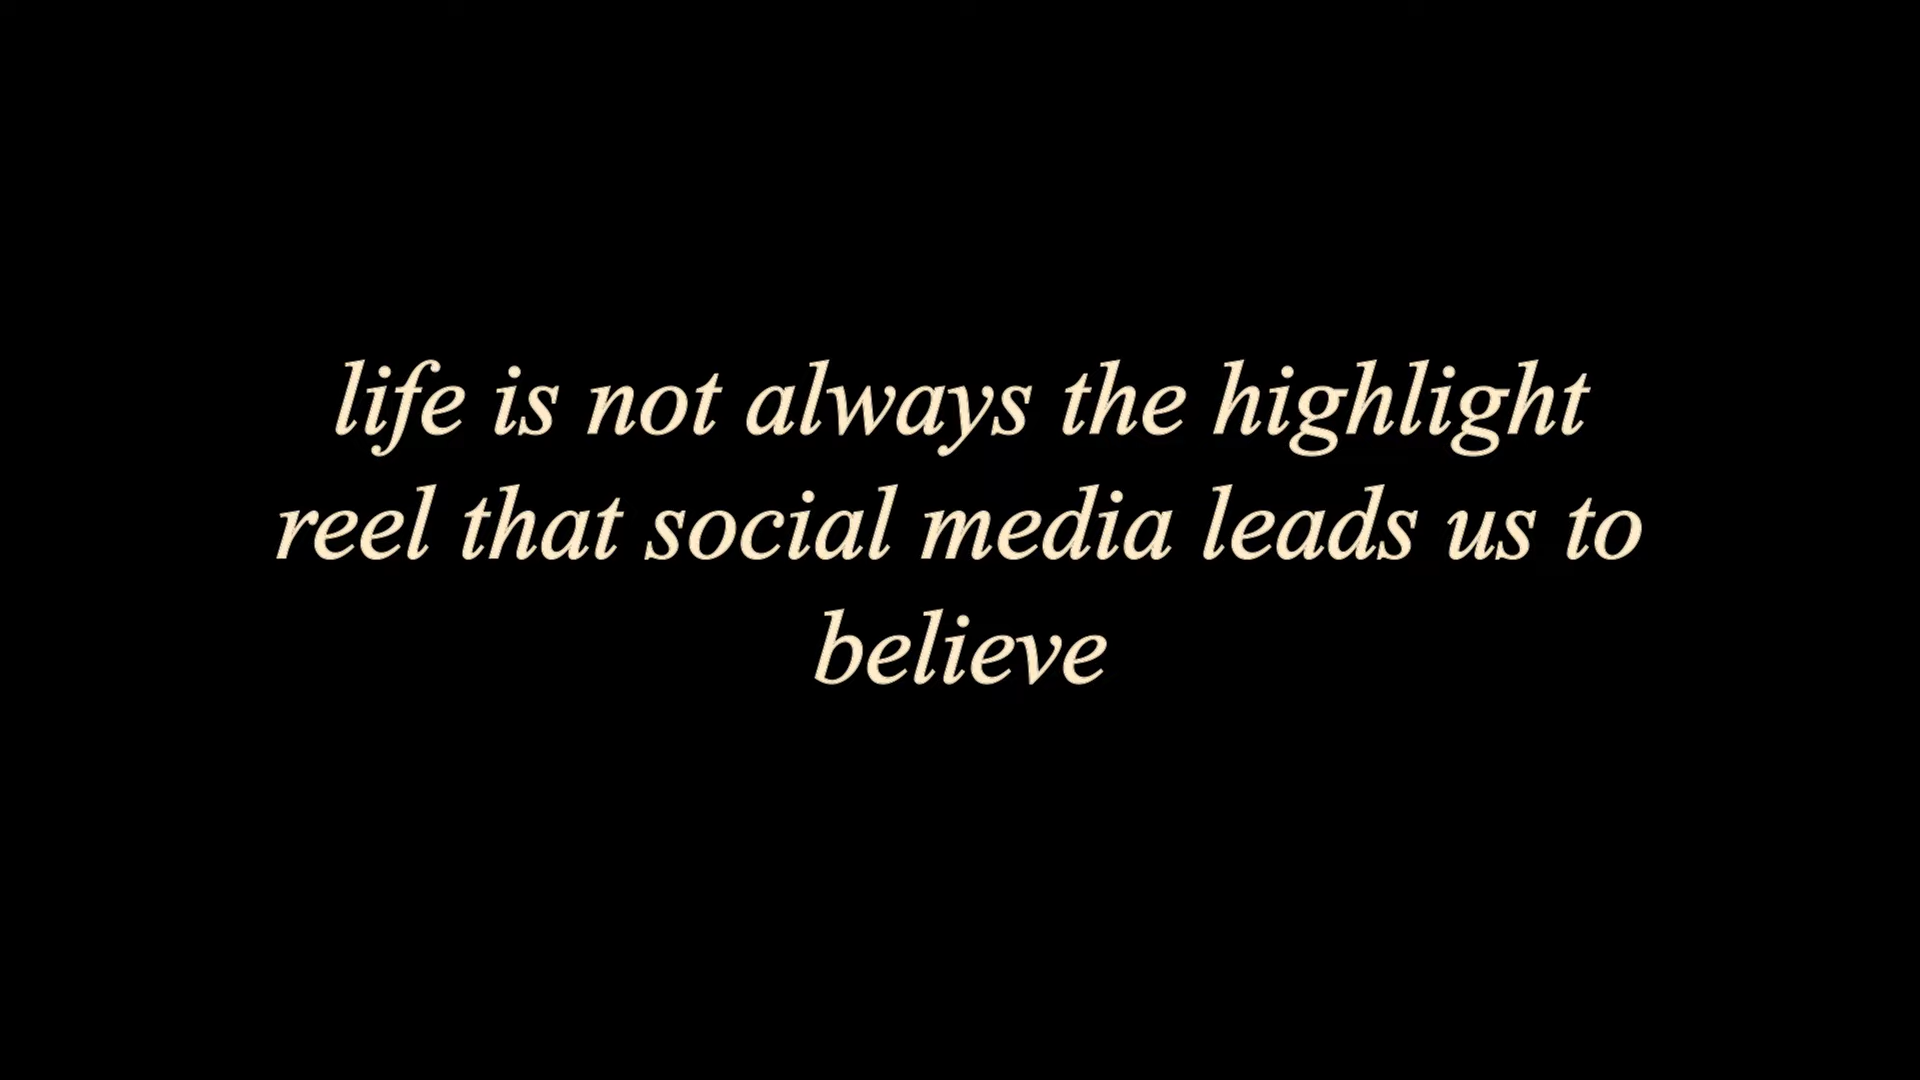 life is not always the highlight
reel that social media leads us to
believe